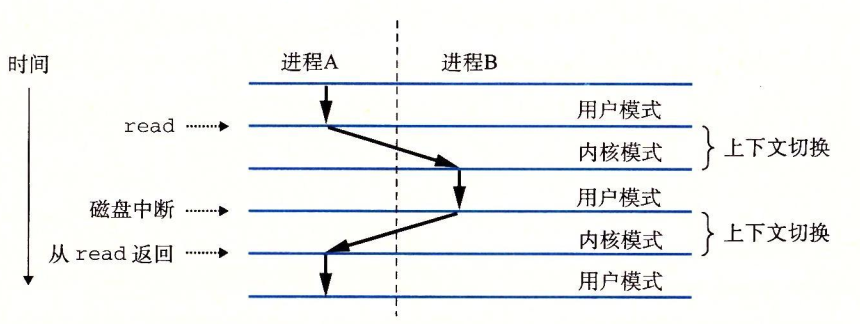 时间
进程A
进程B
用户模式
read
内核模式
上下文切换
用户模式
磁盘中断
内核模式
上下文切换
从 read 返回
用户模式